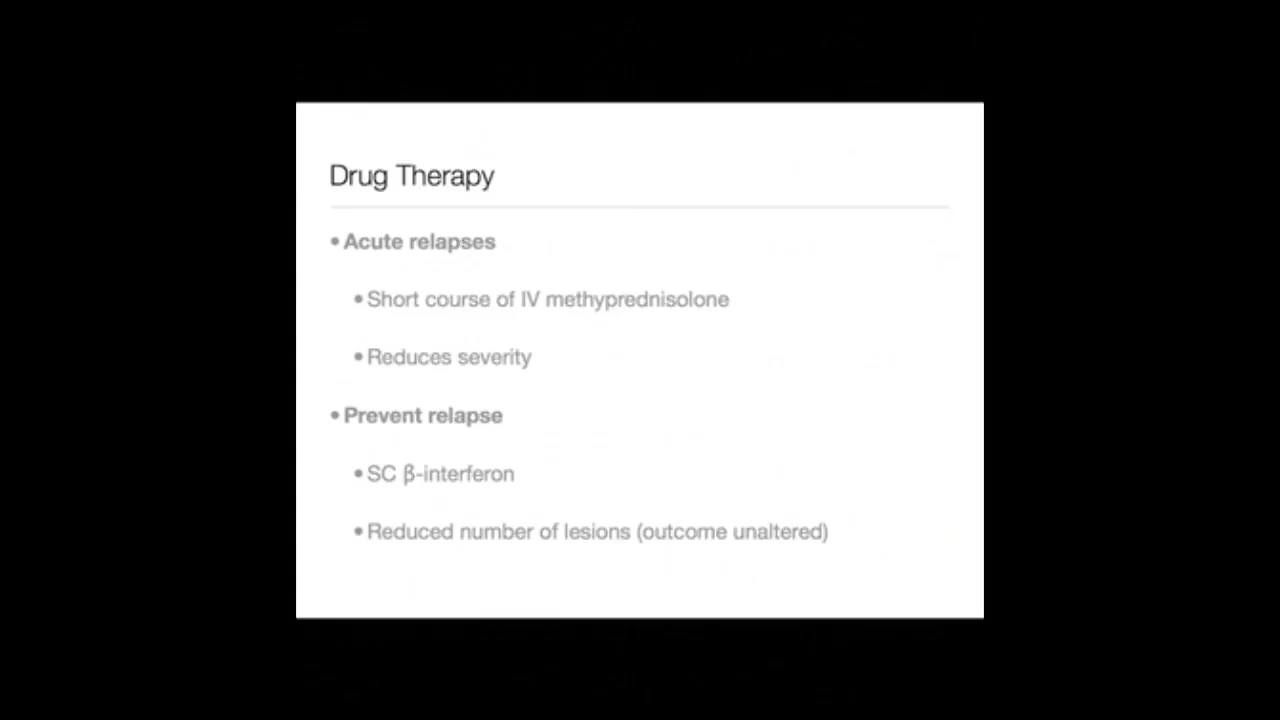 Drug Therapy
• Acute relapses
• Short course of IV methyprednisolone
• Reduces severity
• Prevent relapse
• SC β-interferon
• Reduced number of lesions (outcome unaltered)